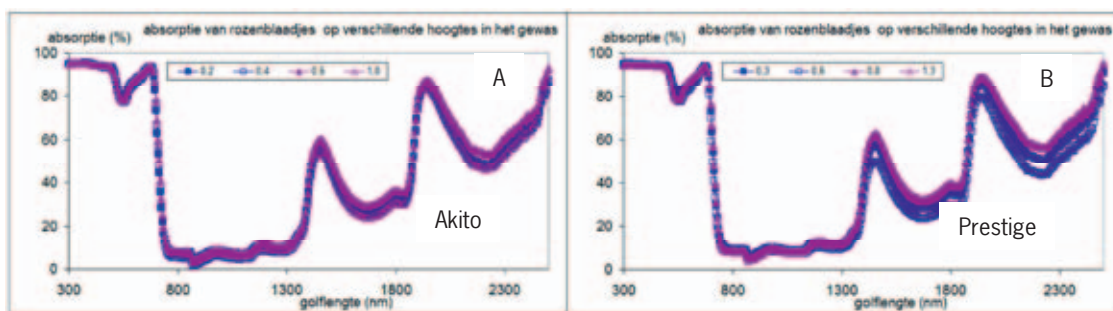 absorptie van rozenblaadjes op verschillende hoogtes in het gewas
absorptie (%)
0.2 0.4 0.6 1.0
A
100
80
60
40
20
0
Akito
300 800 1300 1800 2300
golflengte (nm)
absorptie van rozenblaadjes op verschillende hoogtes in het gewas
absorptie (%)
0.3 0.6 0.8 1.3
B
100
80
60
40
20
0
Prestige
300 800 1300 1800 2300
golflengte (nm)